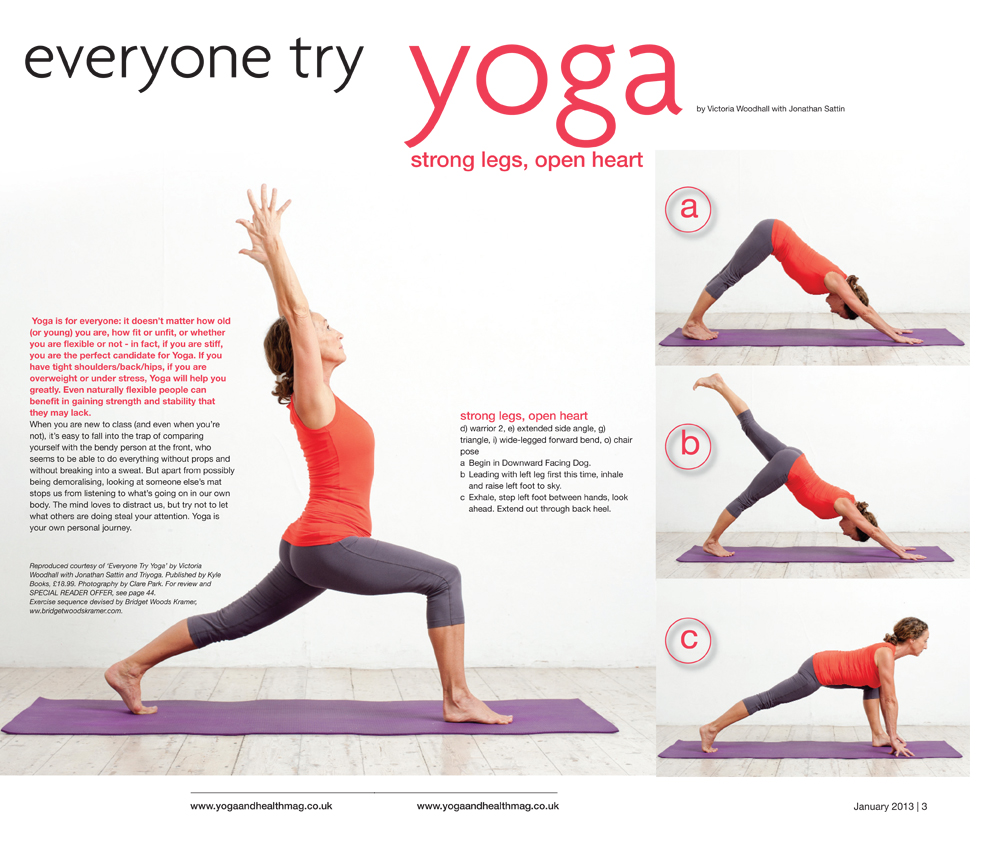 everyone try yoga
by Victoria Woodhall with Jonathan Sattin
strong legs, open heart
Yoga is for everyone: it doesn't matter how old
(or young) you are, how fit or unfit, or whether
you are flexible or not - in fact, if you are stiff,
you are the perfect candidate for Yoga. If you
have tight shoulders/back/hips, if you are
overweight or under stress, Yoga will help you
greatly. Even naturally flexible people can
benefit in gaining strength and stability that
they may lack.
When you are new to class (and even when you're
not), it's easy to fall into the trap of comparing
yourself with the bendy person at the front, who
seems to be able to do everything without props and
without breaking into a sweat. But apart from possibly
being demoralising, looking at someone else's mat
stops us from listening to what's going on in our own
body. The mind loves to distract us, but try not to let
what others are doing steal your attention. Yoga is
your own personal journey.
Reproduced courtesy of 'Everyone Try Yoga' by Victoria
Woodhall with Jonathan Sattin and Triyoga. Published by Kyle
Books, £18.99. Photography by Clare Park. For review and
SPECIAL READER OFFER, see page 44.
Exercise sequence devised by Bridget Woods Kramer,
ww.bridgetwoodskramer.com.
strong legs, open heart
d) warrior 2, e) extended side angle, g)
triangle, i) wide-legged forward bend, o) chair
pose
a Begin in Downward Facing Dog.
b Leading with left leg first this time, inhale
and raise left foot to sky.
c Exhale, step left foot between hands, look
ahead. Extend out through back heel.
a
b
c
www.yogaandhealthmag.co.uk
www.yogaandhealthmag.co.uk
January 2013 | 3